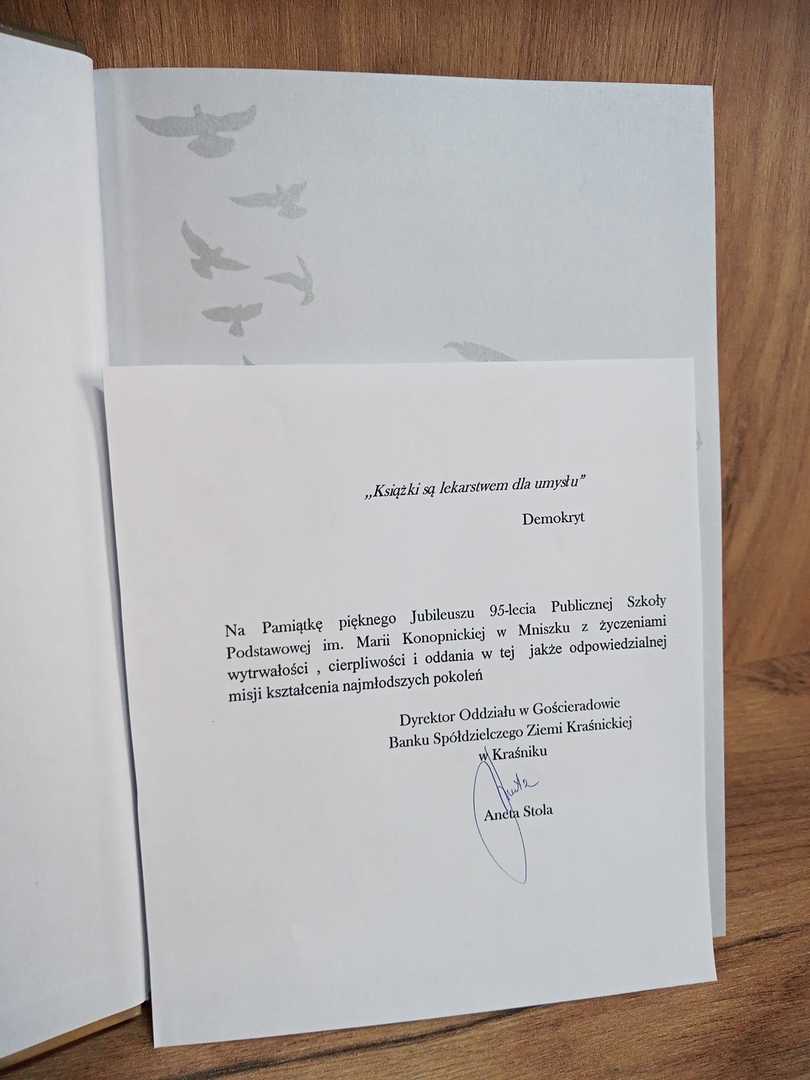 ,,Książki są lekarstwem dla umysłu”
Demokryt
Na Pamiątkę pięknego Jubileuszu 95-lecia Publicznej Szkoły
Podstawowej im. Marii Konopnickiej w Mniszku z życzeniami
wytrwałości , cierpliwości i oddania w tej jakże odpowiedzialnej
misji kształcenia najmłodszych pokoleń
Dyrektor Oddziału w Gościeradowie
Banku Spółdzielczego Ziemi Kraśnickiej
w Kraśniku
Aneta Stola